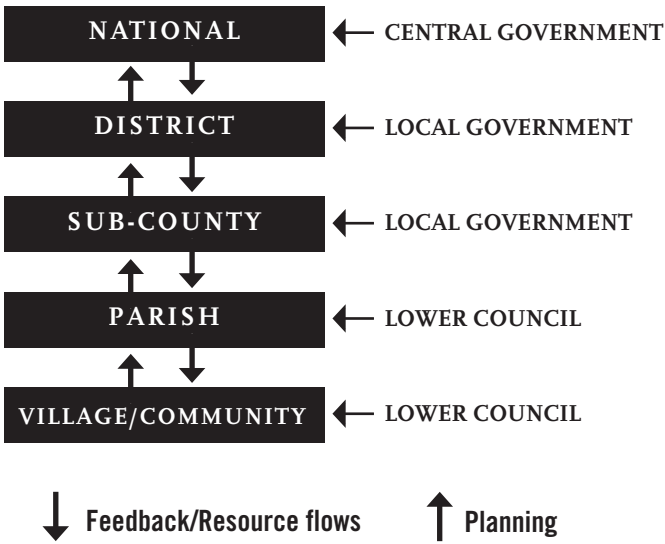 NATIONAL CENTRAL GOVERNMENT
DISTRICT LOCAL GOVERNMENT
SUB-COUNTY LOCAL GOVERNMENT
PARISH LOWER COUNCIL
VILLAGE/COMMUNITY LOWER COUNCIL
Feedback/Resource flows Planning